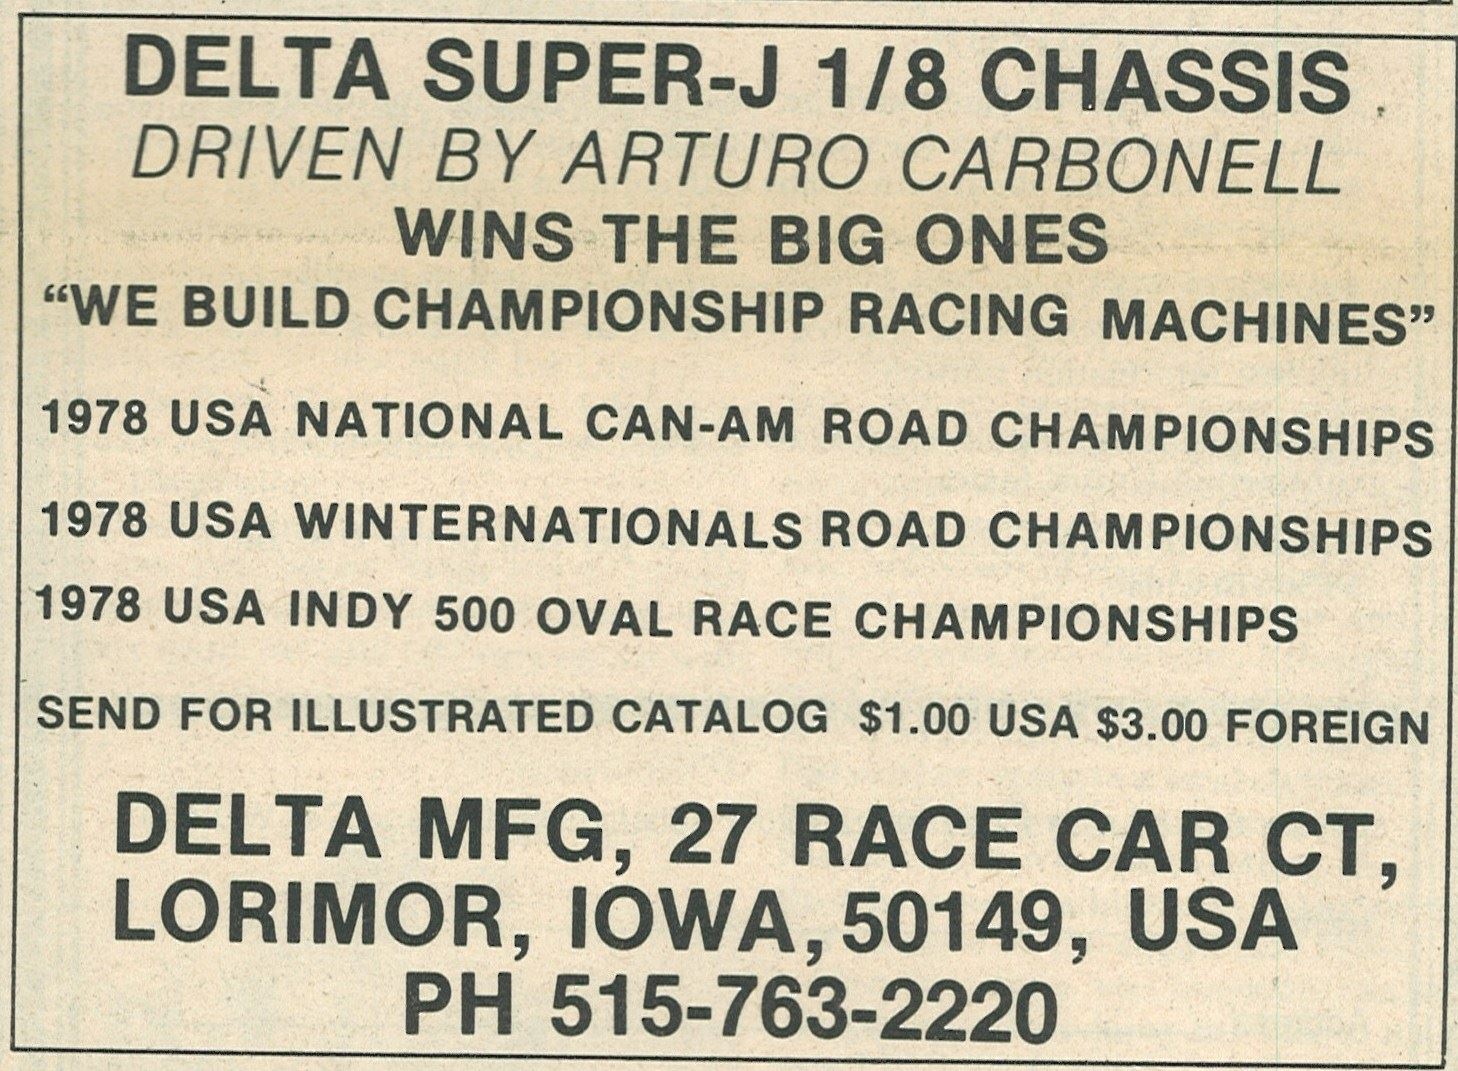 DELTA SUPER-J 1/8 CHASSIS
DRIVEN BY ARTURO CARBONELL
WINS THE BIG ONES
“WE BUILD CHAMPIONSHIP RACING MACHINES”
1978 USA NATIONAL CAN-AM ROAD CHAMPIONSHIPS
1978 USA WINTERNATIONALS ROAD CHAMPIONSHIPS
1978 USA INDY 500 OVAL RACE CHAMPIONSHIPS
SEND FOR ILLUSTRATED CATALOG $1.00 USA $3.00 FOREIGN
DELTA MFG, 27 RACE CAR CT,
LORIMOR, IOWA, 50149, USA
PH 515-763-2220